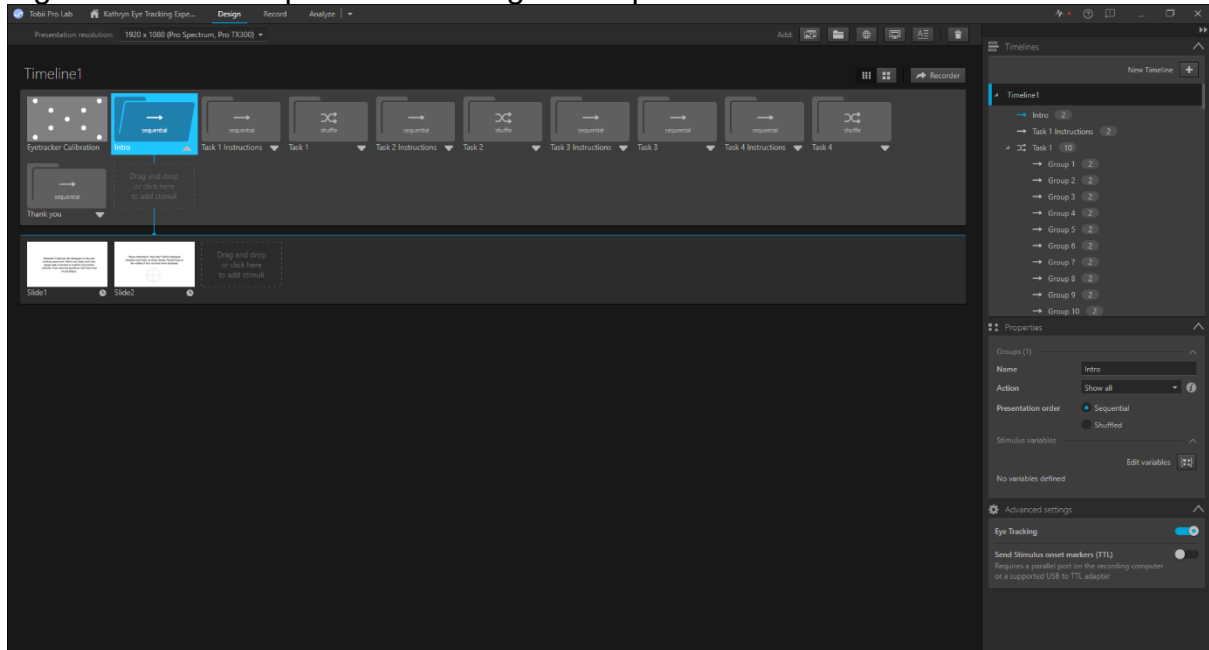 Tobii Pro Lab Kathryn Eye Tracking Expe... Design Record Analyze
Presentation resolution: 1920 x 1080 (Pro Spectrum, Pro TX300) Add:
Timeline1 Recorder
sequential sequential shuffle sequential shuffle sequential sequential sequential shuffle
Eyetracker Calibration Intro Task 1 Instructions Task 1 Task 2 Instructions Task 2 Task 3 Instructions Task 3 Task 4 Instructions Task 4
sequential
Drag and drop
or click here
to add stimuli
Thank you
Drag and drop
or click here
to add stimuli
Slide1 Slide2
Timelines
New Timeline
Timeline1
Intro 2
Task 1 Instructions 2
Task 1 10
Group 1 2
Group 2 2
Group 3 2
Group 4 2
Group 5 2
Group 6 2
Group 7 2
Group 8 2
Group 9 2
Group 10 2
Properties
Groups (1)
Name Intro
Action Show all
Presentation order Sequential
Shuffled
Stimulus variables
Edit variables
No variables defined
Advanced settings
Eye Tracking
Send Stimulus onset markers (TTL)
Requires a parallel port on the recording computer
or a supported USB to TTL adapter